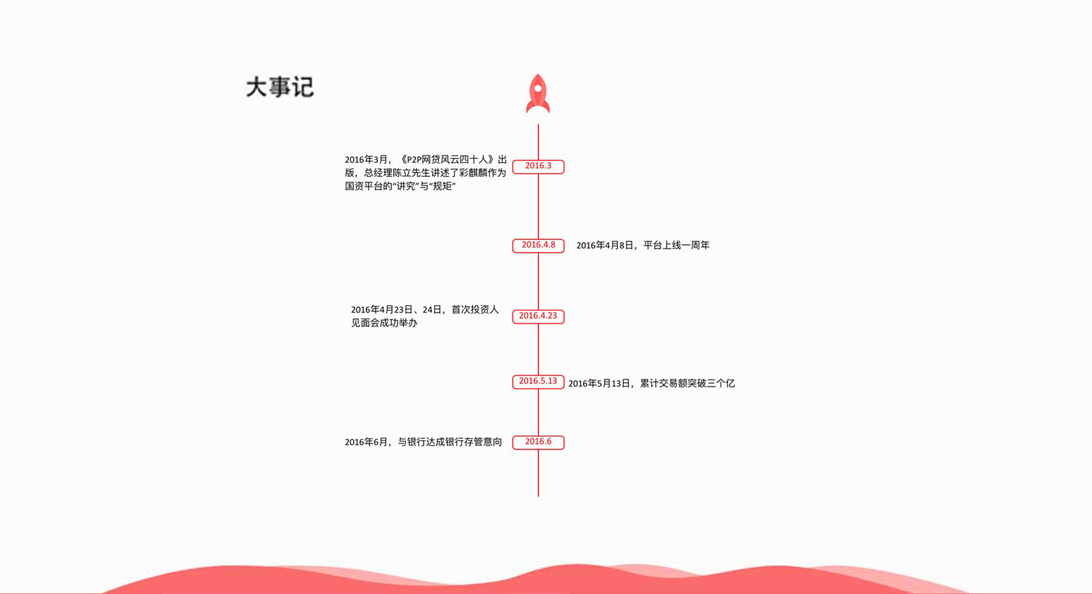 大事记
2016年3月，《P2P网贷风云四十人》出
版，总经理陈立先生讲述了彩麒麟作为
国资平台的“讲究”与“规矩”
2016.3
2016.4.8
2016年4月8日，平台上线一周年
2016年4月23日、24日，首次投资人
见面会成功举办
2016.4.23
2016.5.13
2016年5月13日，累计交易额突破三个亿
2016年6月，与银行达成银行存管意向
2016.6